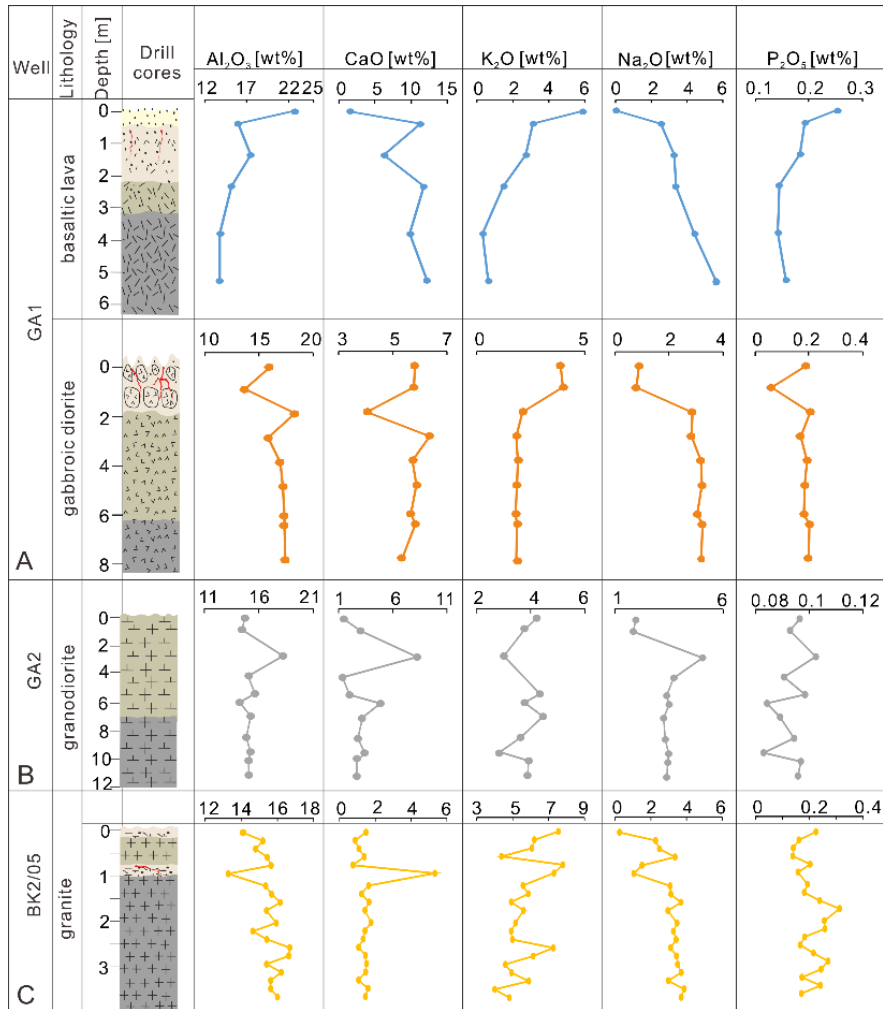 Well Lithology Depth [m] Drill cores Al₂O₃ [wt%] CaO [wt%] K₂O [wt%] Na₂O [wt%] P₂O₅ [wt%]
12 17 22 25 0 5 10 15 0 2 4 6 0 2 4 6 0.1 0.2 0.3
GA1
basaltic lava
0
1
2
3
4
5
6
10 15 20 3 5 7 0 5 0 2 4 0 0.2 0.4
gabbroic diorite
0
2
4
6
8
A
11 16 21 1 6 11 2 4 6 1 6 0.08 0.1 0.12
GA2
granodiorite
0
2
4
6
8
10
12
B
12 14 16 18 0 2 4 6 3 5 7 9 0 2 4 6 0 0.2 0.4
BK2/05
granite
0
1
2
3
C